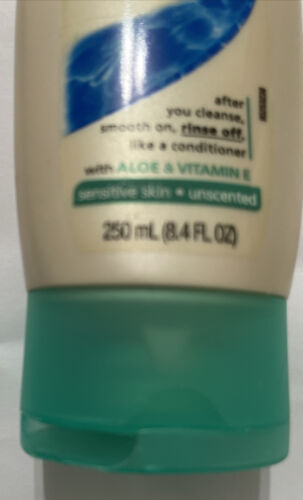 after
you cleanse,
smooth on, rinse off,
like a conditioner
with ALOE & VITAMIN E
sensitive skin • unscented
250 mL (8.4 FL OZ)